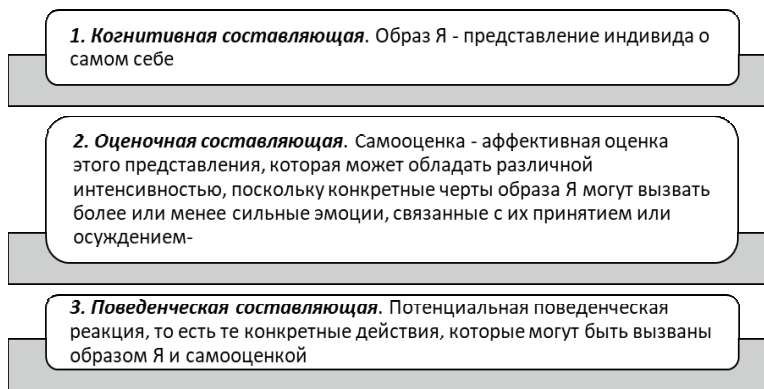 1. Когнитивная составляющая. Образ Я - представление индивида о
самом себе
2. Оценочная составляющая. Самооценка - аффективная оценка
этого представления, которая может обладать различной
интенсивностью, поскольку конкретные черты образа Я могут вызвать
более или менее сильные эмоции, связанные с их принятием или
осуждением-
3. Поведенческая составляющая. Потенциальная поведенческая
реакция, то есть те конкретные действия, которые могут быть вызваны
образом Я и самооценкой